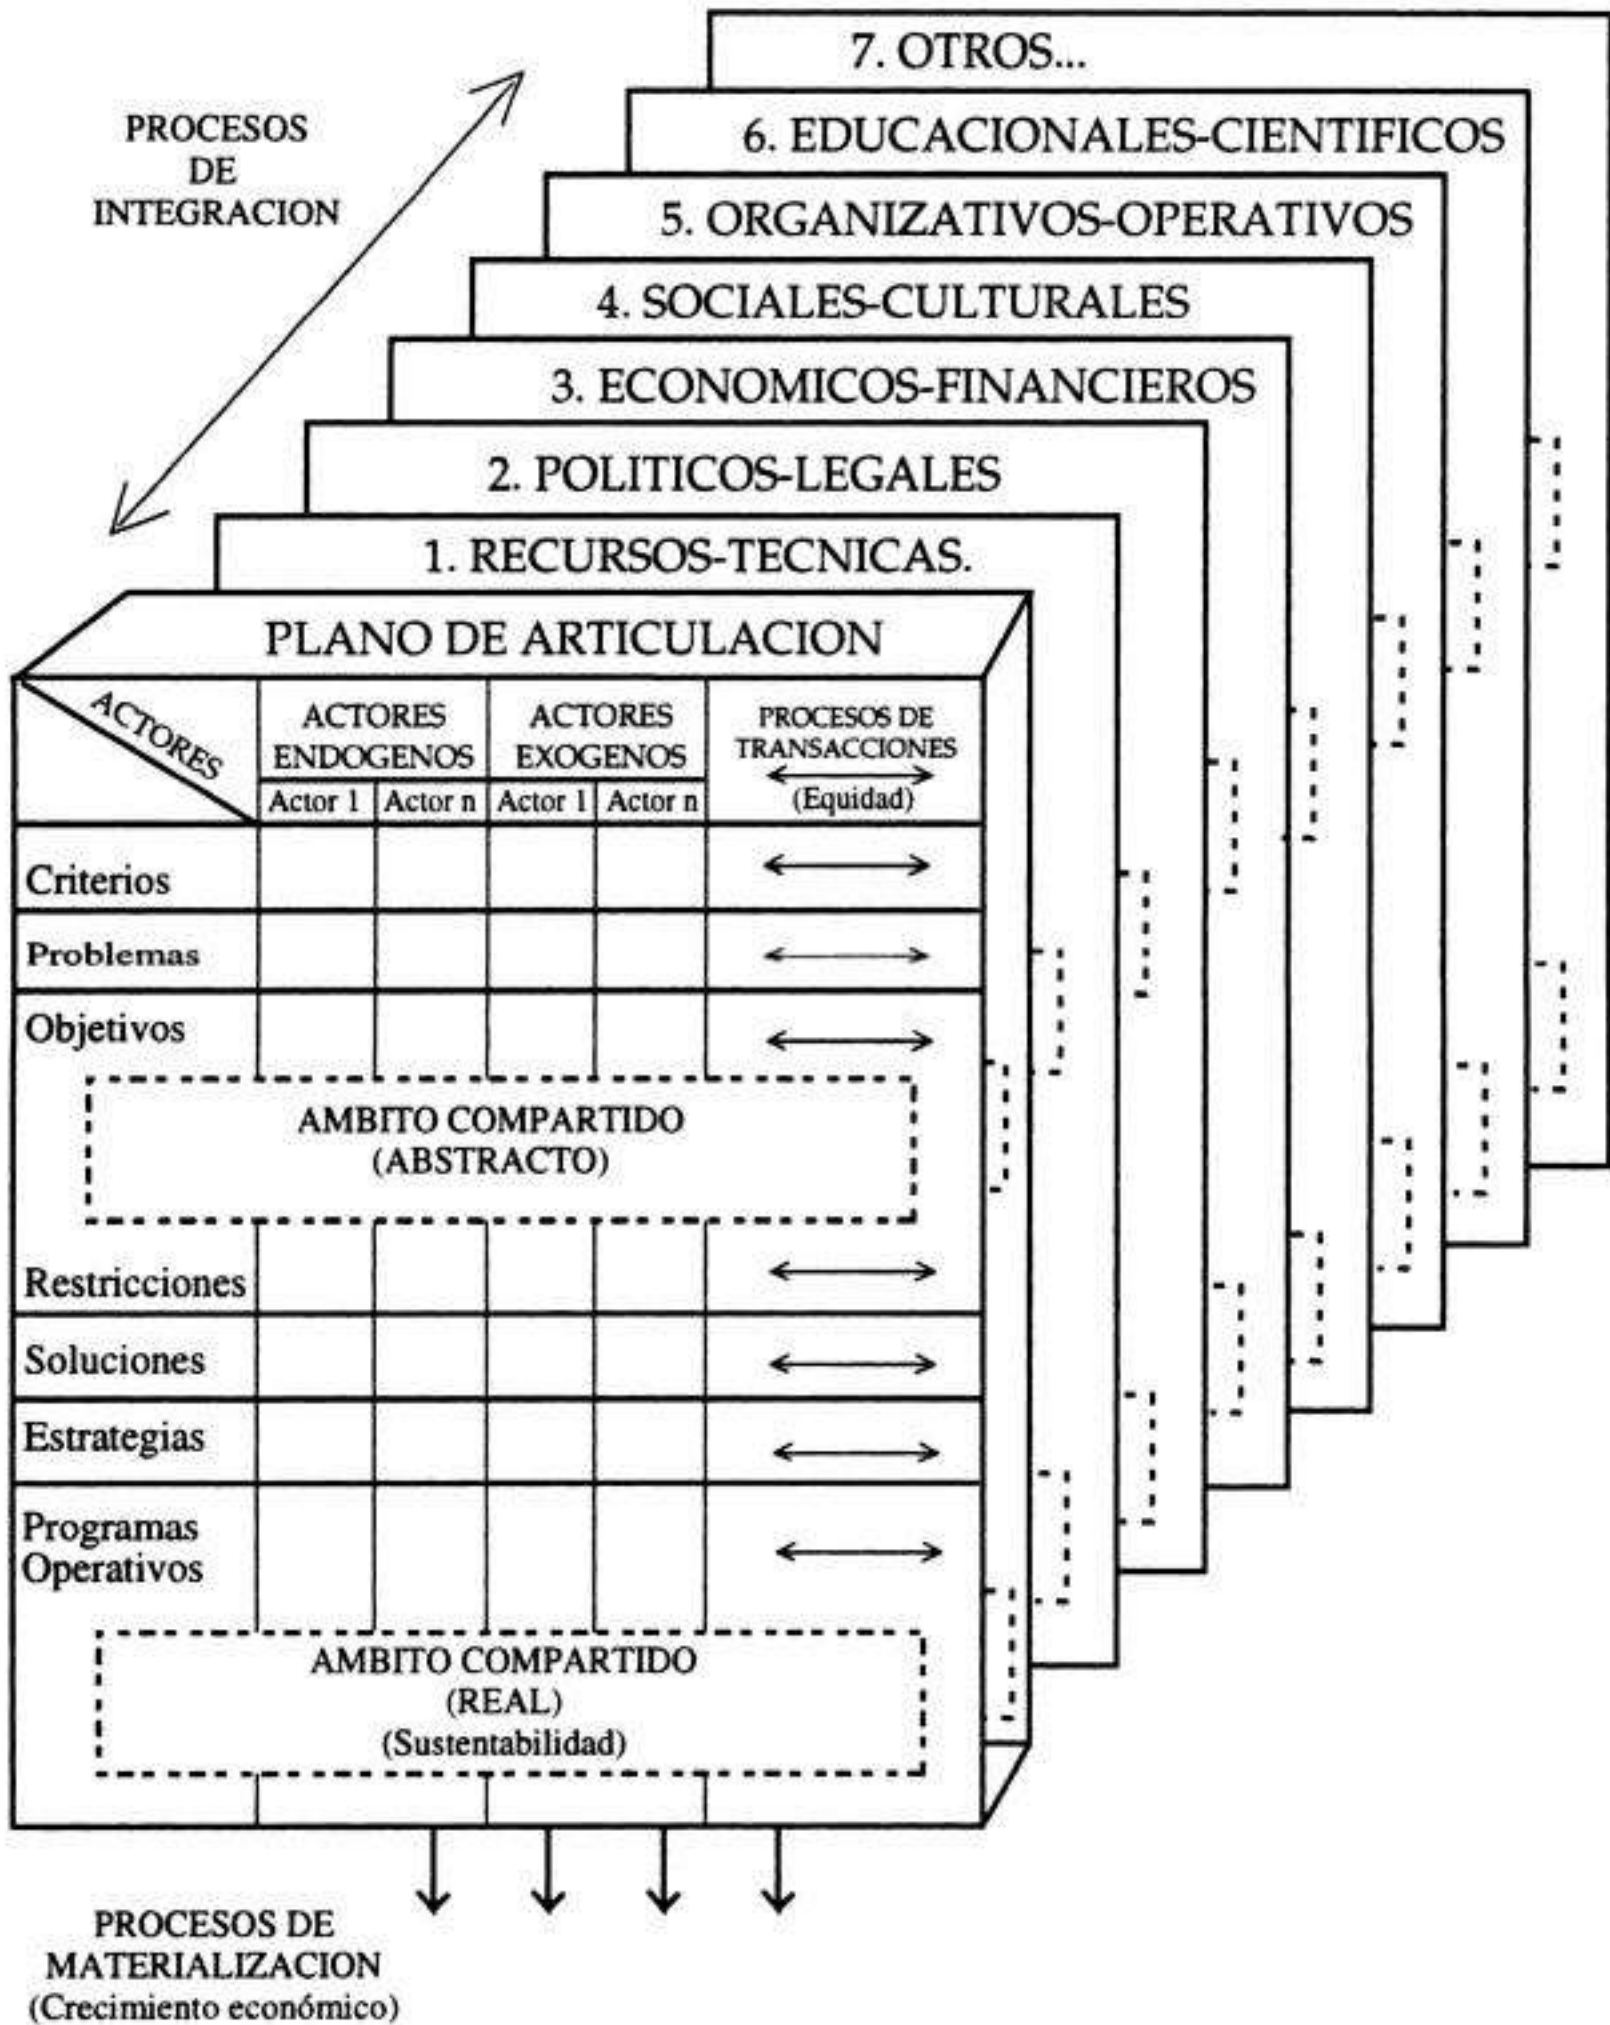 7. OTROS...
6. EDUCACIONALES-CIENTIFICOS
5. ORGANIZATIVOS-OPERATIVOS
4. SOCIALES-CULTURALES
3. ECONOMICOS-FINANCIEROS
2. POLITICOS-LEGALES
1. RECURSOS-TECNICAS.
PROCESOS
DE
INTEGRACION
PLANO DE ARTICULACION
ACTORES
ACTORES
ENDOGENOS
ACTORES
EXOGENOS
PROCESOS DE
TRANSACCIONES
(Equidad)
Actor 1
Actor n
Actor 1
Actor n
Criterios
Problemas
Objetivos
AMBITO COMPARTIDO
(ABSTRACTO)
Restricciones
Soluciones
Estrategias
Programas
Operativos
AMBITO COMPARTIDO
(REAL)
(Sustentabilidad)
PROCESOS DE
MATERIALIZACION
(Crecimiento económico)